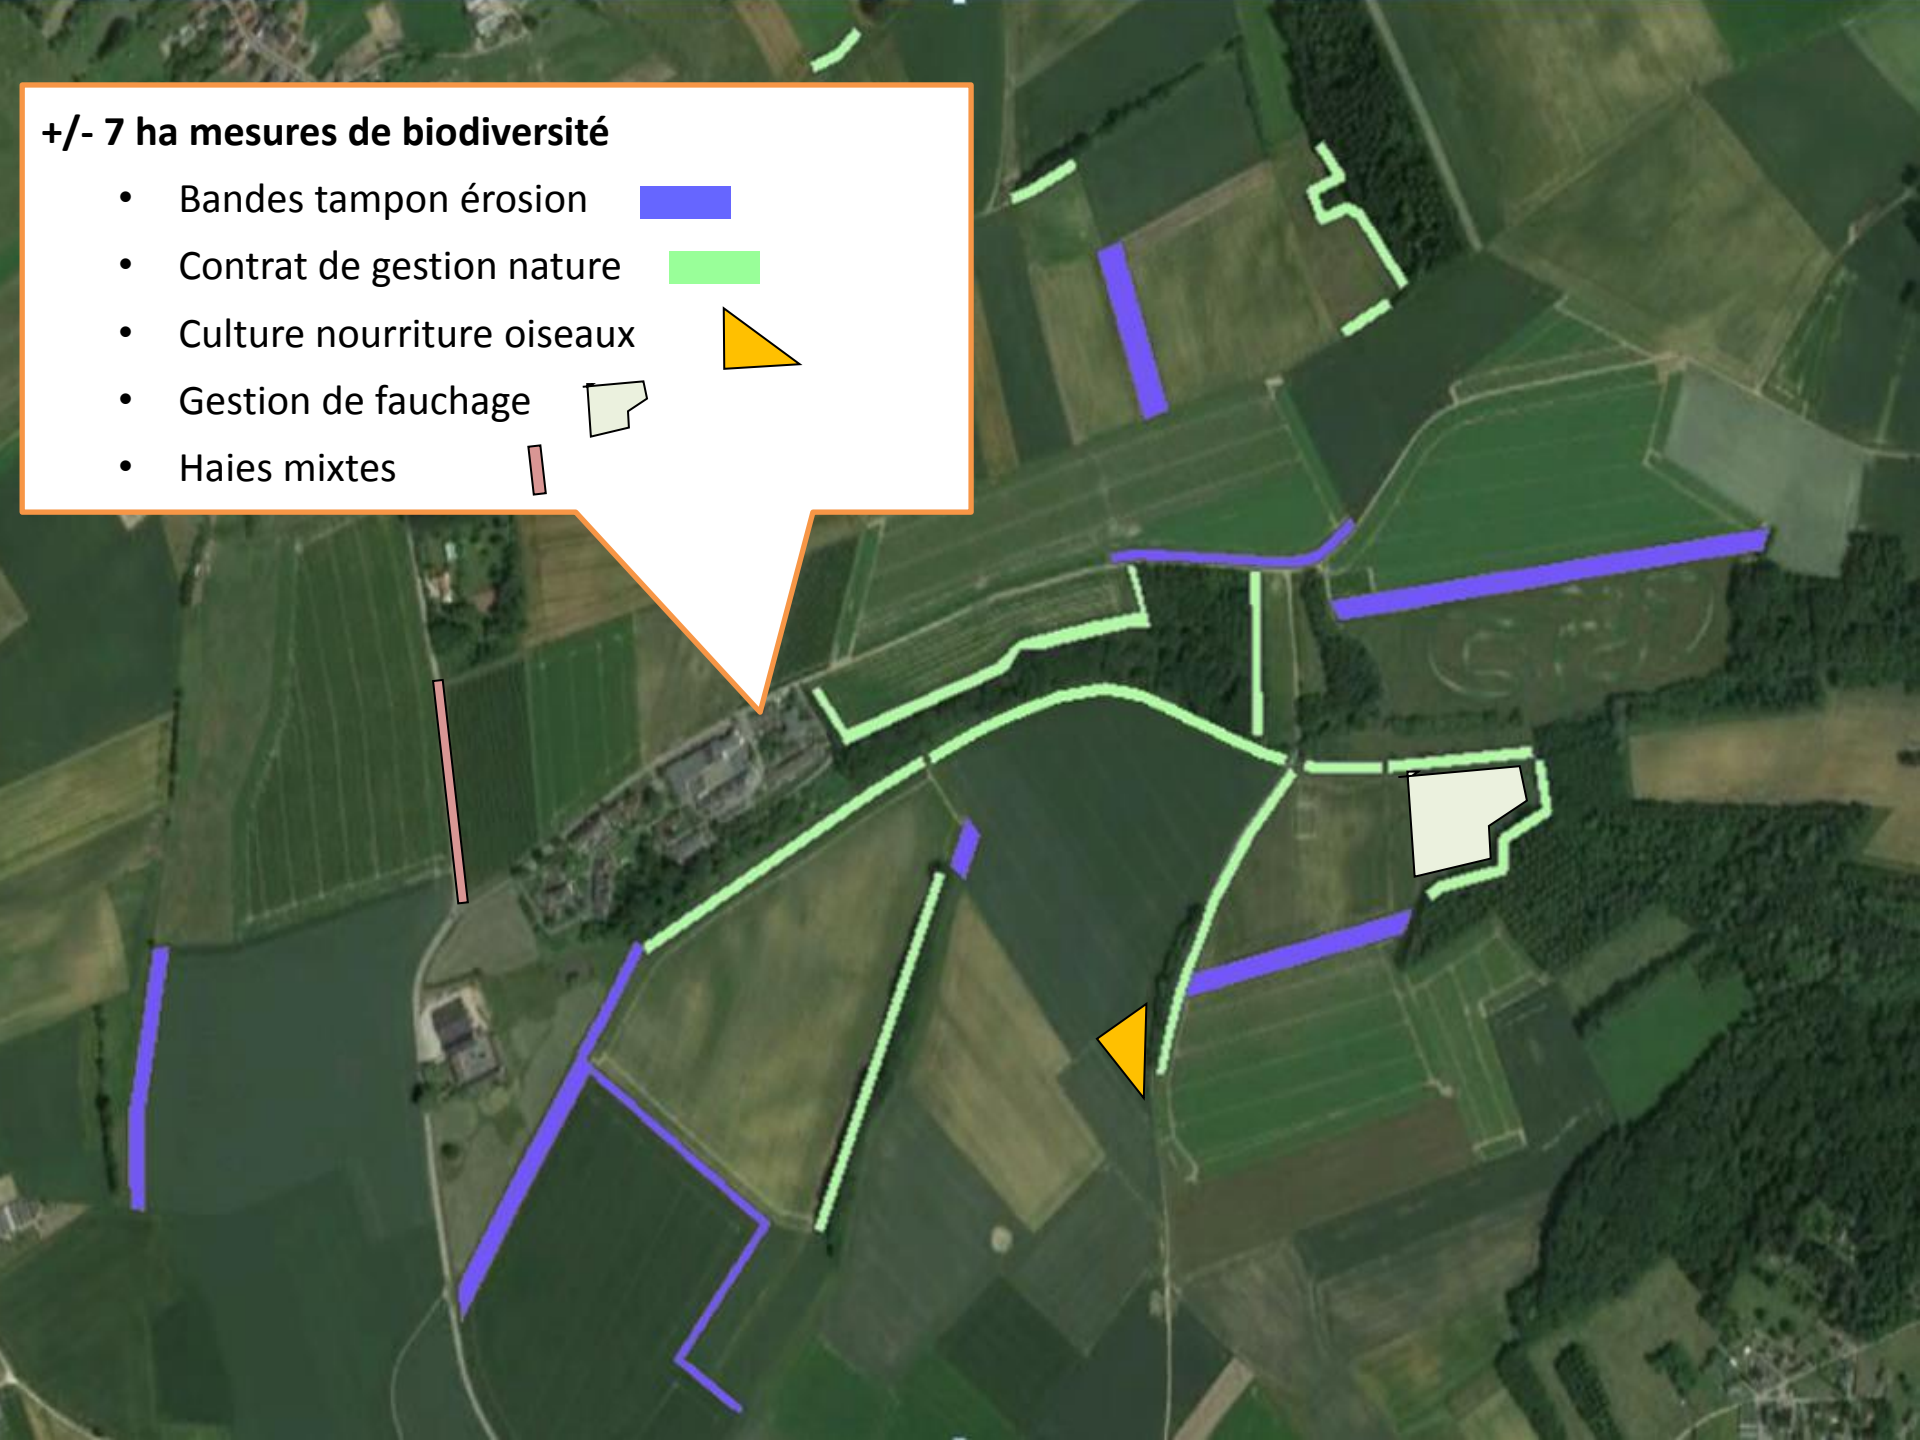 +/- 7 ha mesures de biodiversité
• Bandes tampon érosion
• Contrat de gestion nature
• Culture nourriture oiseaux
• Gestion de fauchage
• Haies mixtes